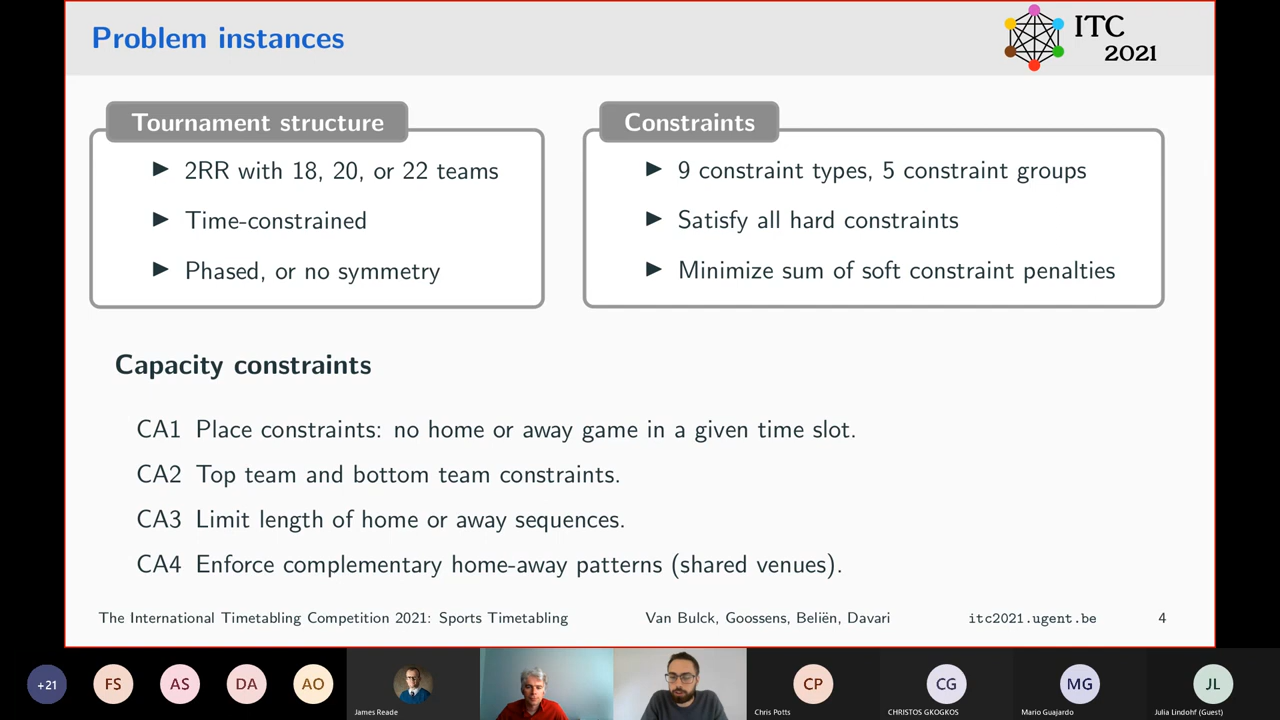 Problem instances
ITC
2021
Tournament structure
▶ 2RR with 18, 20, or 22 teams
▶ Time-constrained
▶ Phased, or no symmetry
Constraints
▶ 9 constraint types, 5 constraint groups
▶ Satisfy all hard constraints
▶ Minimize sum of soft constraint penalties
Capacity constraints
CA1 Place constraints: no home or away game in a given time slot.
CA2 Top team and bottom team constraints.
CA3 Limit length of home or away sequences.
CA4 Enforce complementary home-away patterns (shared venues).
The International Timetabling Competition 2021: Sports Timetabling Van Bulck, Goossens, Beliën, Davari itc2021.ugent.be 4
+21 FS AS DA AO CP CG MG JL
James Reade Chris Potts CHRISTOS GKOGKOS Mario Guajardo Julia Lindohf (Guest)